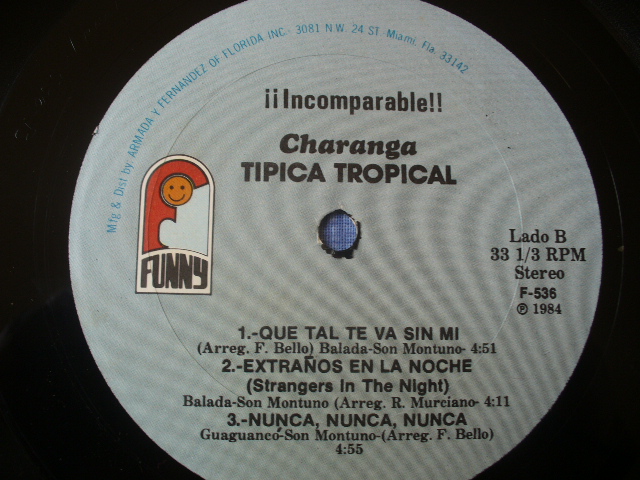 Mfg & Dist by ARMADA Y FERNANDEZ OF FLORIDA INC- 3081 N.W. 24 ST. Miami, Fla. 33142
¡¡Incomparable!!
Charanga
TIPICA TROPICAL
FUNNY
Lado B
33 1/3 RPM
Stereo
F-536
℗ 1984
1.-QUE TAL TE VA SIN MI
(Arreg. F. Bello) Balada-Son Montuno- 4:51
2.-EXTRAÑOS EN LA NOCHE
(Strangers In The Night)
Balada-Son Montuno (Arreg. R. Murciano- 4:11
3.-NUNCA, NUNCA, NUNCA
Guaguancó-Son Montuno-(Arreg. F. Bello)
4:55